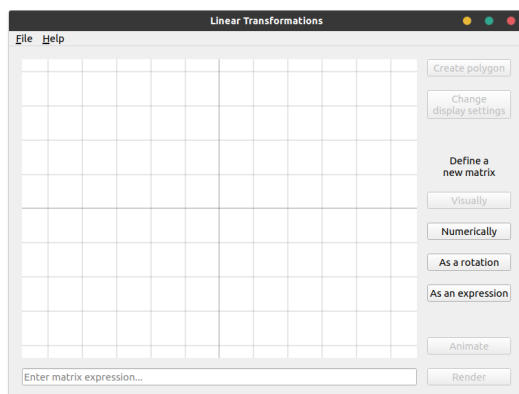 Linear Transformations
File Help
Create polygon
Change
display settings
Define a
new matrix
Visually
Numerically
As a rotation
As an expression
Animate
Enter matrix expression...
Render